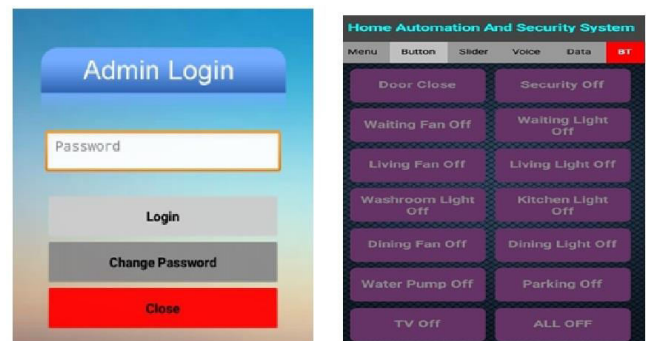 Admin Login
Password
Login
Change Password
Close
Home Automation And Security System
Menu Button Slider Voice Data BT
Door Close Security Off
Waiting Fan Off Waiting Light Off
Living Fan Off Living Light Off
Washroom Light Off Kitchen Light Off
Dining Fan Off Dining Light Off
Water Pump Off Parking Off
TV Off ALL OFF